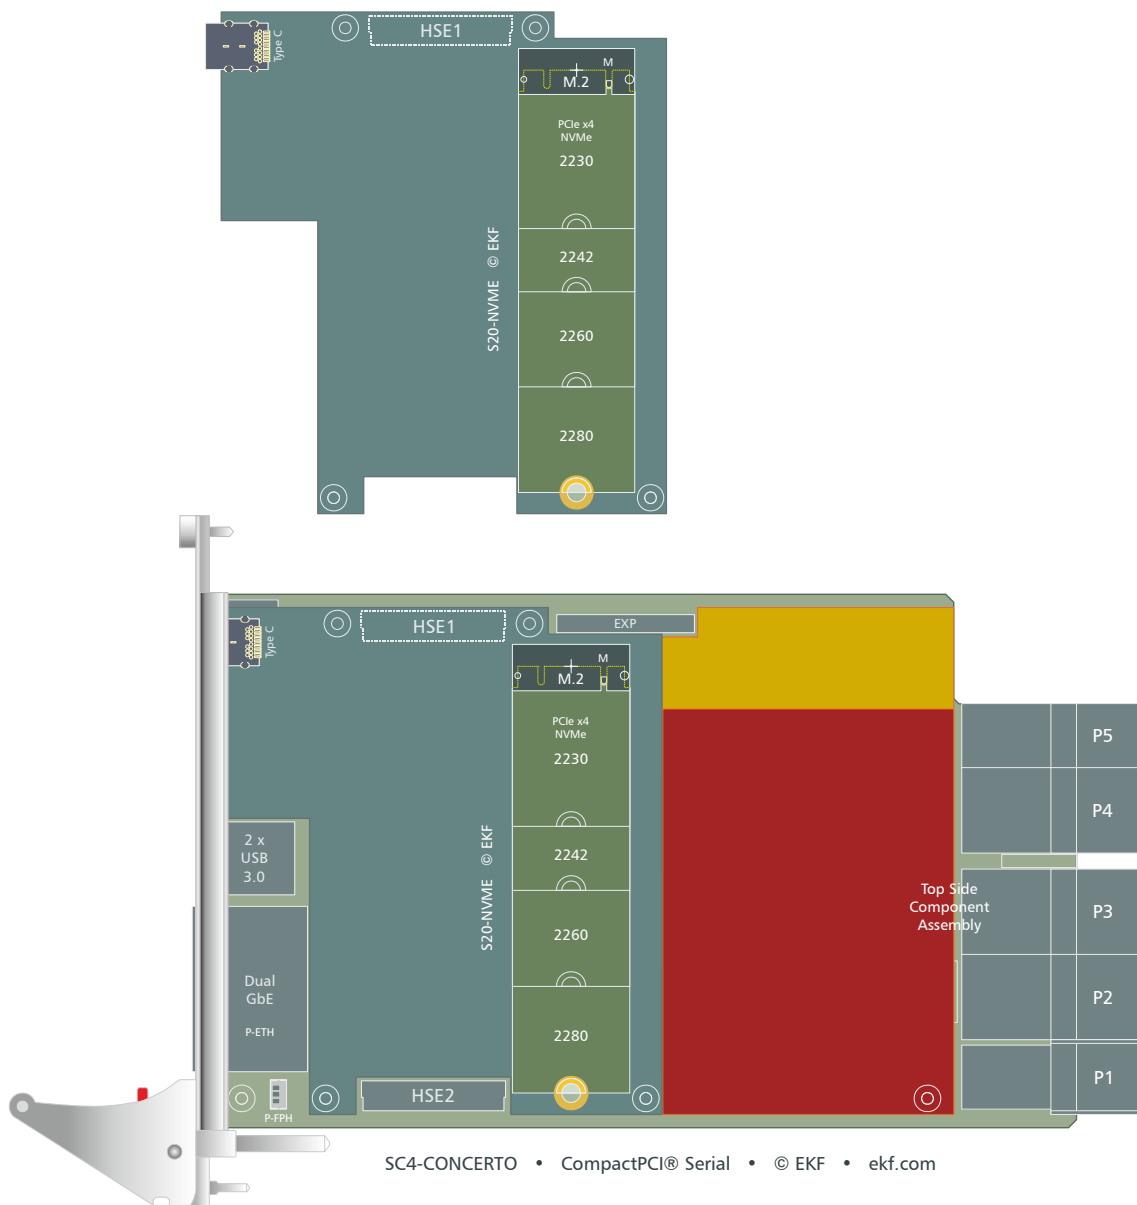 HSE1
Type C
M
M.2
PCIe x4
NVMe
2230
2242
S20-NVME © EKF
2260
2280
HSE1
EXP
Type C
M
M.2
PCIe x4
NVMe
2230
P5
P4
2 x
USB
3.0
2242
S20-NVME © EKF
Top Side
Component
Assembly
P3
2260
Dual
GbE
P-ETH
P2
2280
P1
HSE2
P-FPH
SC4-CONCERTO • CompactPCI® Serial • © EKF • ekf.com